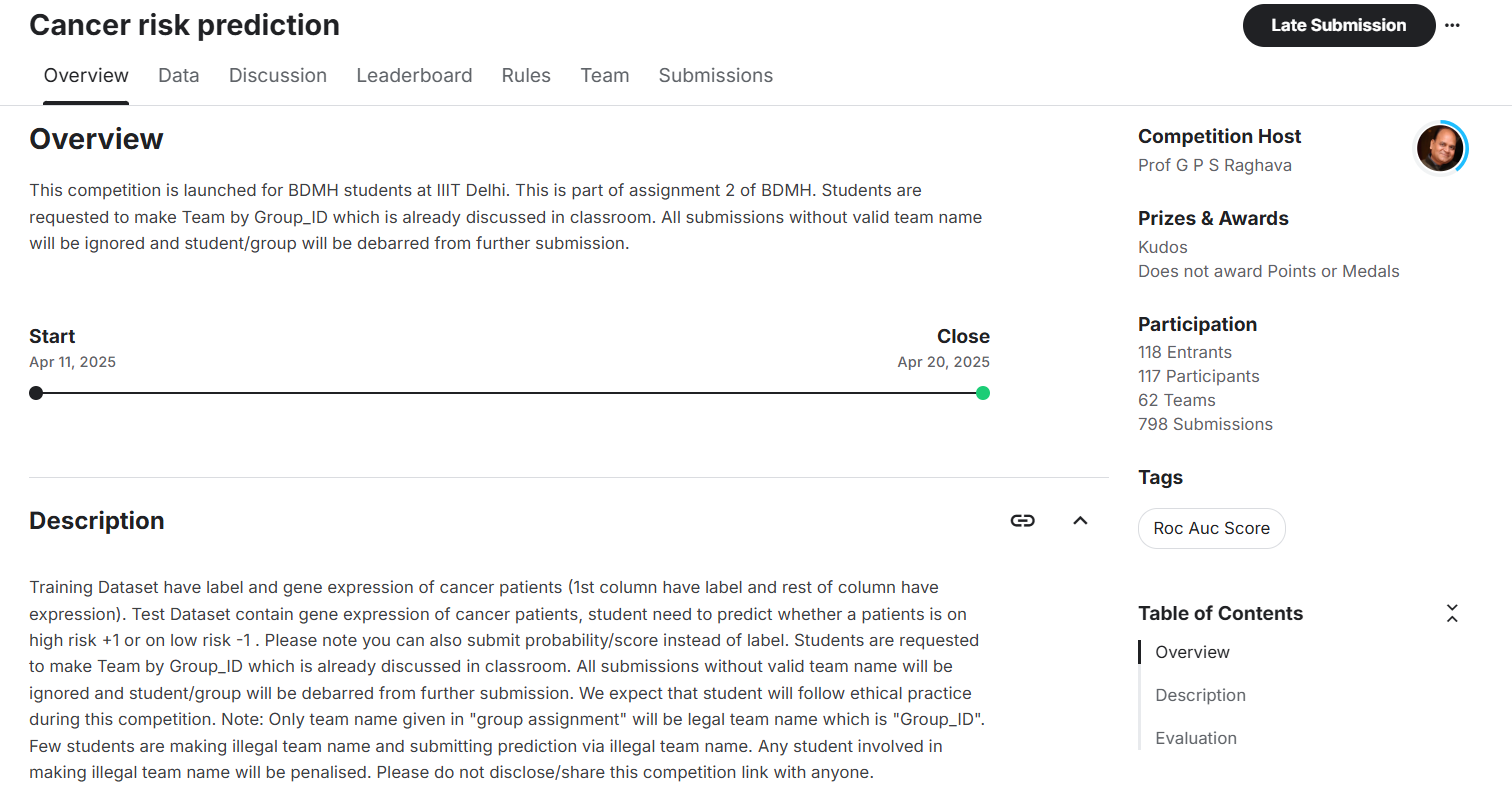 Cancer risk prediction
Late Submission
Overview Data Discussion Leaderboard Rules Team Submissions
Overview
This competition is launched for BDMH students at IIIT Delhi. This is part of assignment 2 of BDMH. Students are
requested to make Team by Group_ID which is already discussed in classroom. All submissions without valid team name
will be ignored and student/group will be debarred from further submission.
Start
Apr 11, 2025
Close
Apr 20, 2025
Description
Training Dataset have label and gene expression of cancer patients (1st column have label and rest of column have
expression). Test Dataset contain gene expression of cancer patients, student need to predict whether a patients is on
high risk +1 or on low risk -1 . Please note you can also submit probability/score instead of label. Students are requested
to make Team by Group_ID which is already discussed in classroom. All submissions without valid team name will be
ignored and student/group will be debarred from further submission. We expect that student will follow ethical practice
during this competition. Note: Only team name given in "group assignment" will be legal team name which is "Group_ID".
Few students are making illegal team name and submitting prediction via illegal team name. Any student involved in
making illegal team name will be penalised. Please do not disclose/share this competition link with anyone.
Competition Host
Prof G P S Raghava
Prizes & Awards
Kudos
Does not award Points or Medals
Participation
118 Entrants
117 Participants
62 Teams
798 Submissions
Tags
Roc Auc Score
Table of Contents
Overview
Description
Evaluation